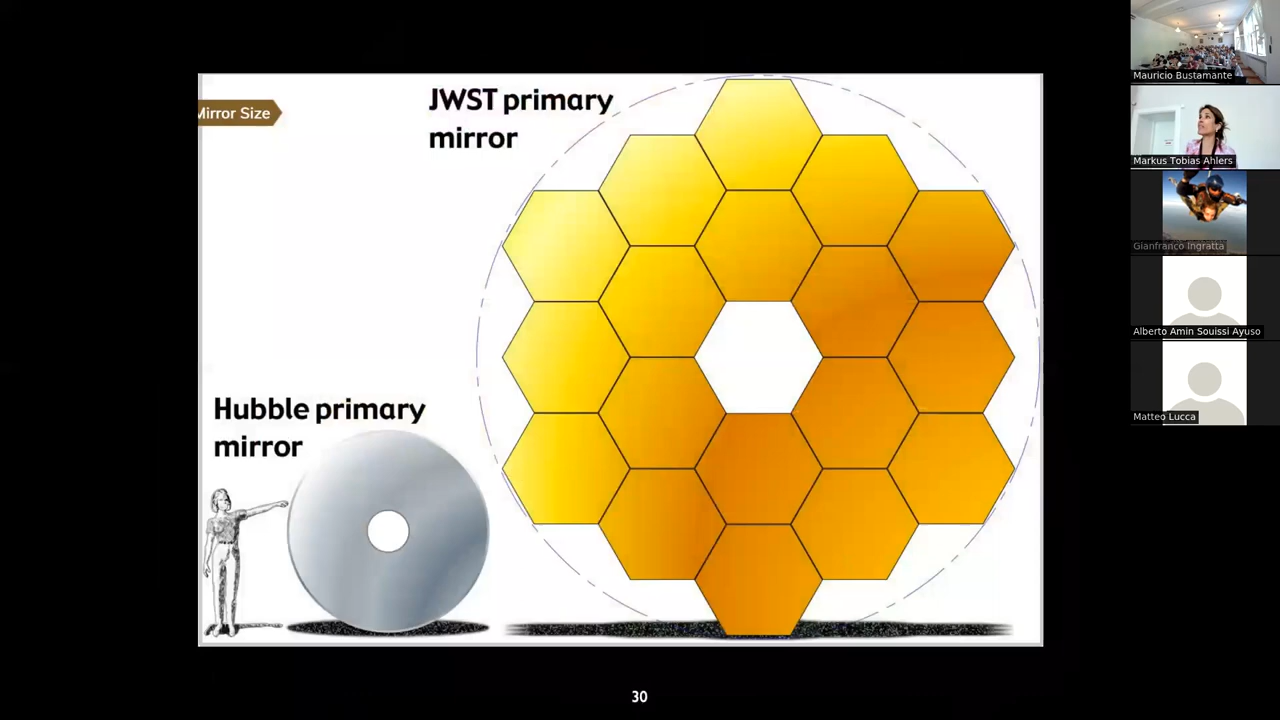 Mirror Size
JWST primary
mirror
Hubble primary
mirror
30
Mauricio Bustamante
Markus Tobias Ahlers
Gianfranco Ingratta
Alberto Amin Souissi Ayuso
Matteo Lucca